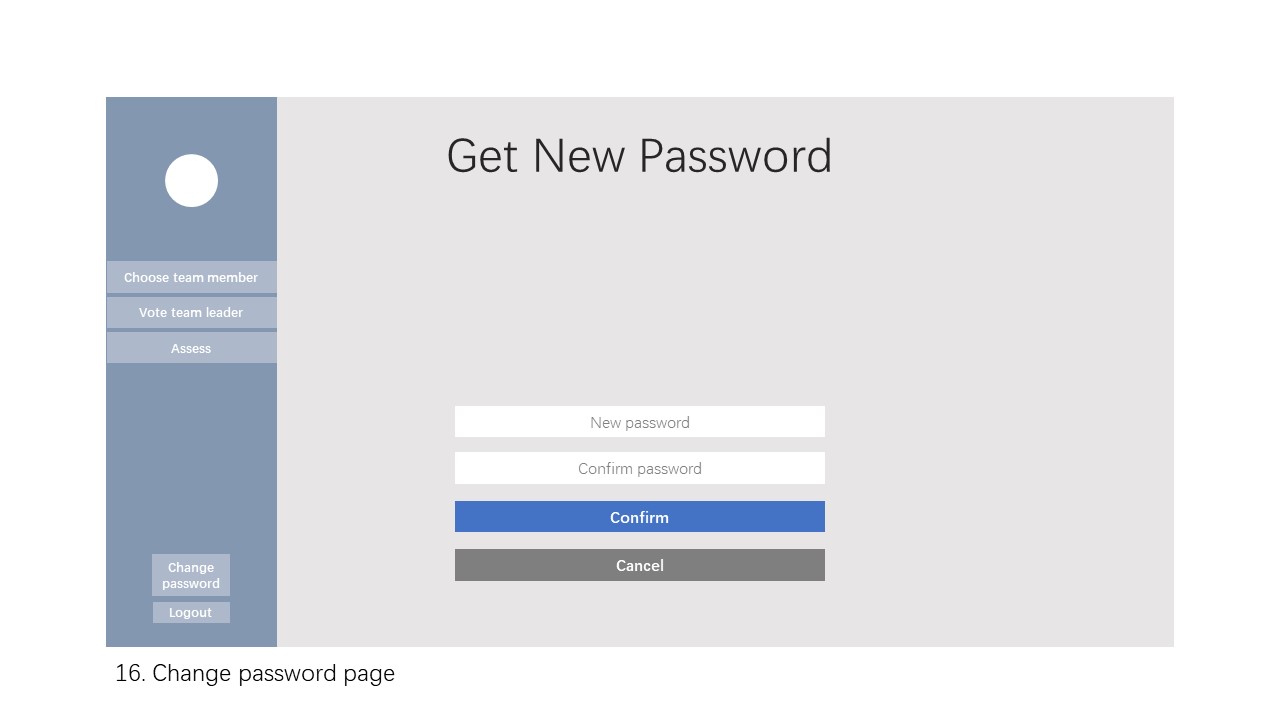 Get New Password
Choose team member
Vote team leader
Assess
New password
Confirm password
Confirm
Cancel
Change
password
Logout
16. Change password page